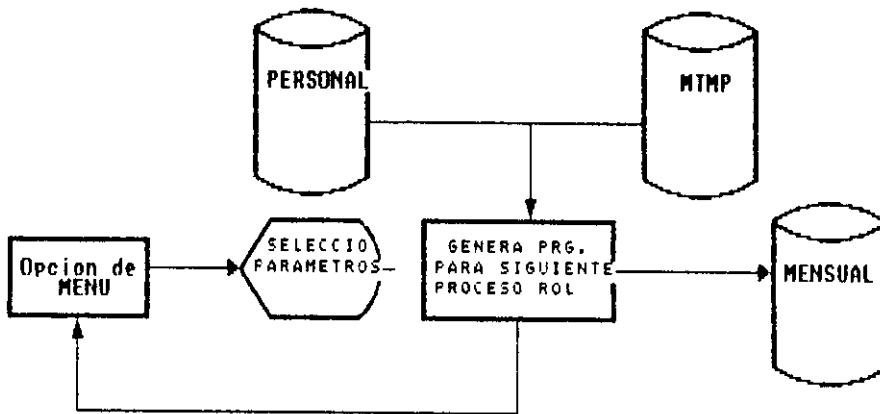 PERSONAL
MTMP
Opcion de
MENU
SELECCIO
PARAMETROS
GENERA PRG.
PARA SIGUIENTE
PROCESO ROL
MENSUAL